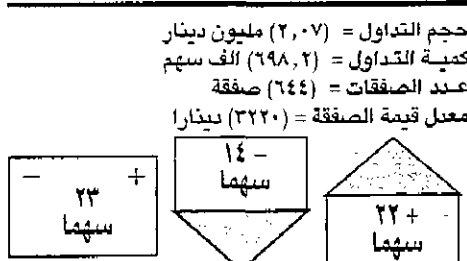 حجم التداول = (٢,٠٧) مليون دينار
كمية التداول = (٦٩٨,٢) الف سهم
عدد الصفقات = (٦٤٤) صفقة
معدل قيمة الصفقة = (٣٢٢٠) دينارا
+ ٢٢
سهما
– ١٤
سهما
+ –
٢٣
سهما